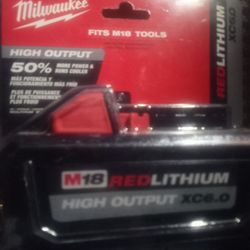 Milwaukee
FITS M18 TOOLS
HIGH OUTPUT
50% MORE POWER &
RUNS COOLER
MÁS POTENCIA Y
FUNCIONAMIENTO MÁS FRÍO
PLUS DE PUISSANCE
ET FONCTIONNEMENT
PLUS FROID
REDLITHIUM
XC6.0
M18 REDLITHIUM
HIGH OUTPUT XC6.0